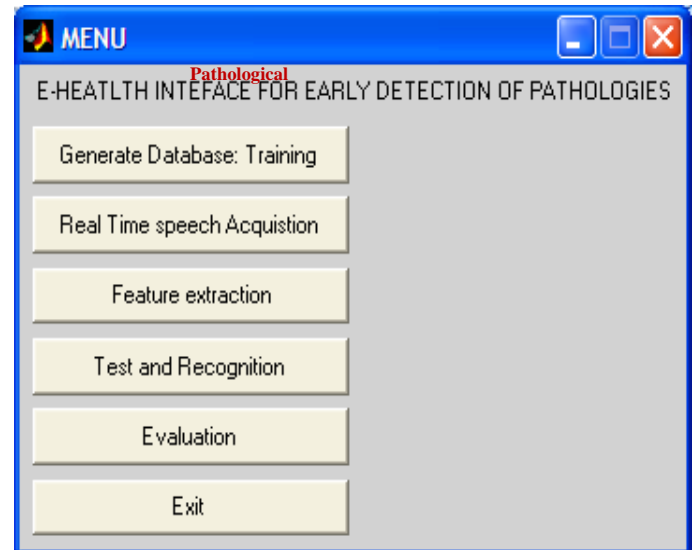 MENU
Pathological
E-HEATLTH INTEFACE FOR EARLY DETECTION OF PATHOLOGIES
Generate Database: Training
Real Time speech Acquistion
Feature extraction
Test and Recognition
Evaluation
Exit